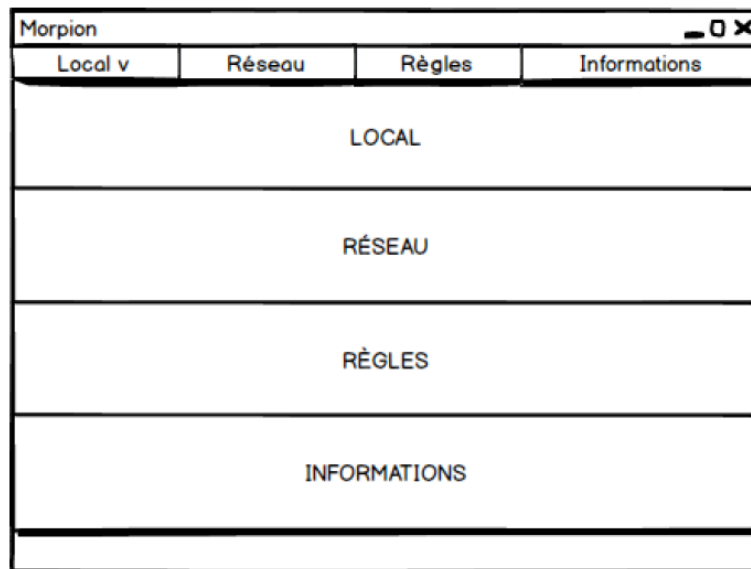 Morpion
Local v Réseau Règles Informations
LOCAL
RÉSEAU
RÈGLES
INFORMATIONS